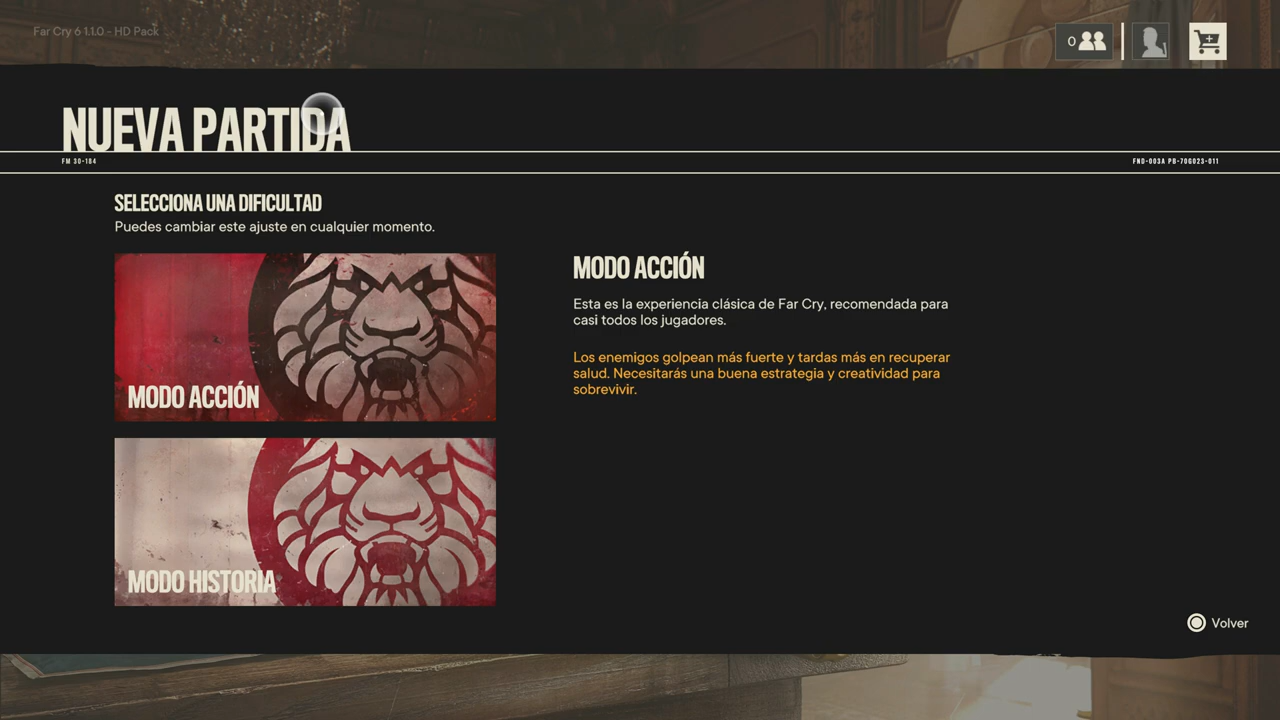 Far Cry 6 1.1.0 - HD Pack
0
NUEVA PARTIDA
FM 30-184
FND-003A PB-70G023-011
SELECCIONA UNA DIFICULTAD
Puedes cambiar este ajuste en cualquier momento.
MODO ACCIÓN
MODO HISTORIA
MODO ACCIÓN
Esta es la experiencia clásica de Far Cry, recomendada para
casi todos los jugadores.
Los enemigos golpean más fuerte y tardas más en recuperar
salud. Necesitarás una buena estrategia y creatividad para
sobrevivir.
Volver